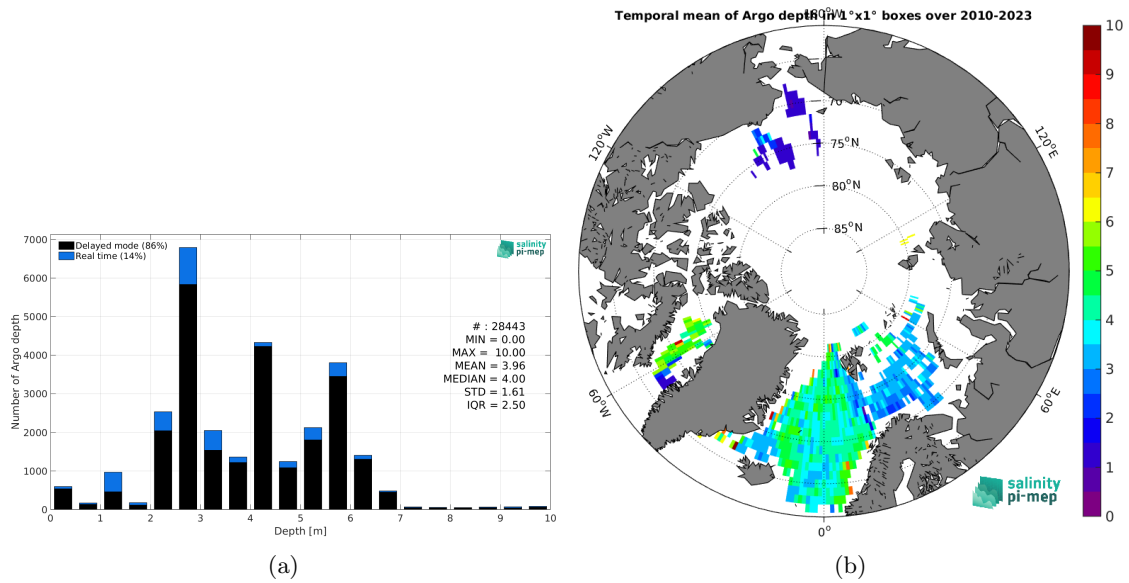 Temporal mean of Argo depth in 1°x1° boxes over 2010-2023
180°W
120°W
120°E
60°W
60°E
0°
70
75°N
80°N
85°N
10
9
8
7
6
5
4
3
2
1
0
salinity
pi-mep
Delayed mode (86%)
Real time (14%)
salinity
pi-mep
# : 28443
MIN = 0.00
MAX = 10.00
MEAN = 3.96
MEDIAN = 4.00
STD = 1.61
IQR = 2.50
Number of Argo depth
7000
6000
5000
4000
3000
2000
1000
0
0 1 2 3 4 5 6 7 8 9 10
Depth [m]
(a)
(b)